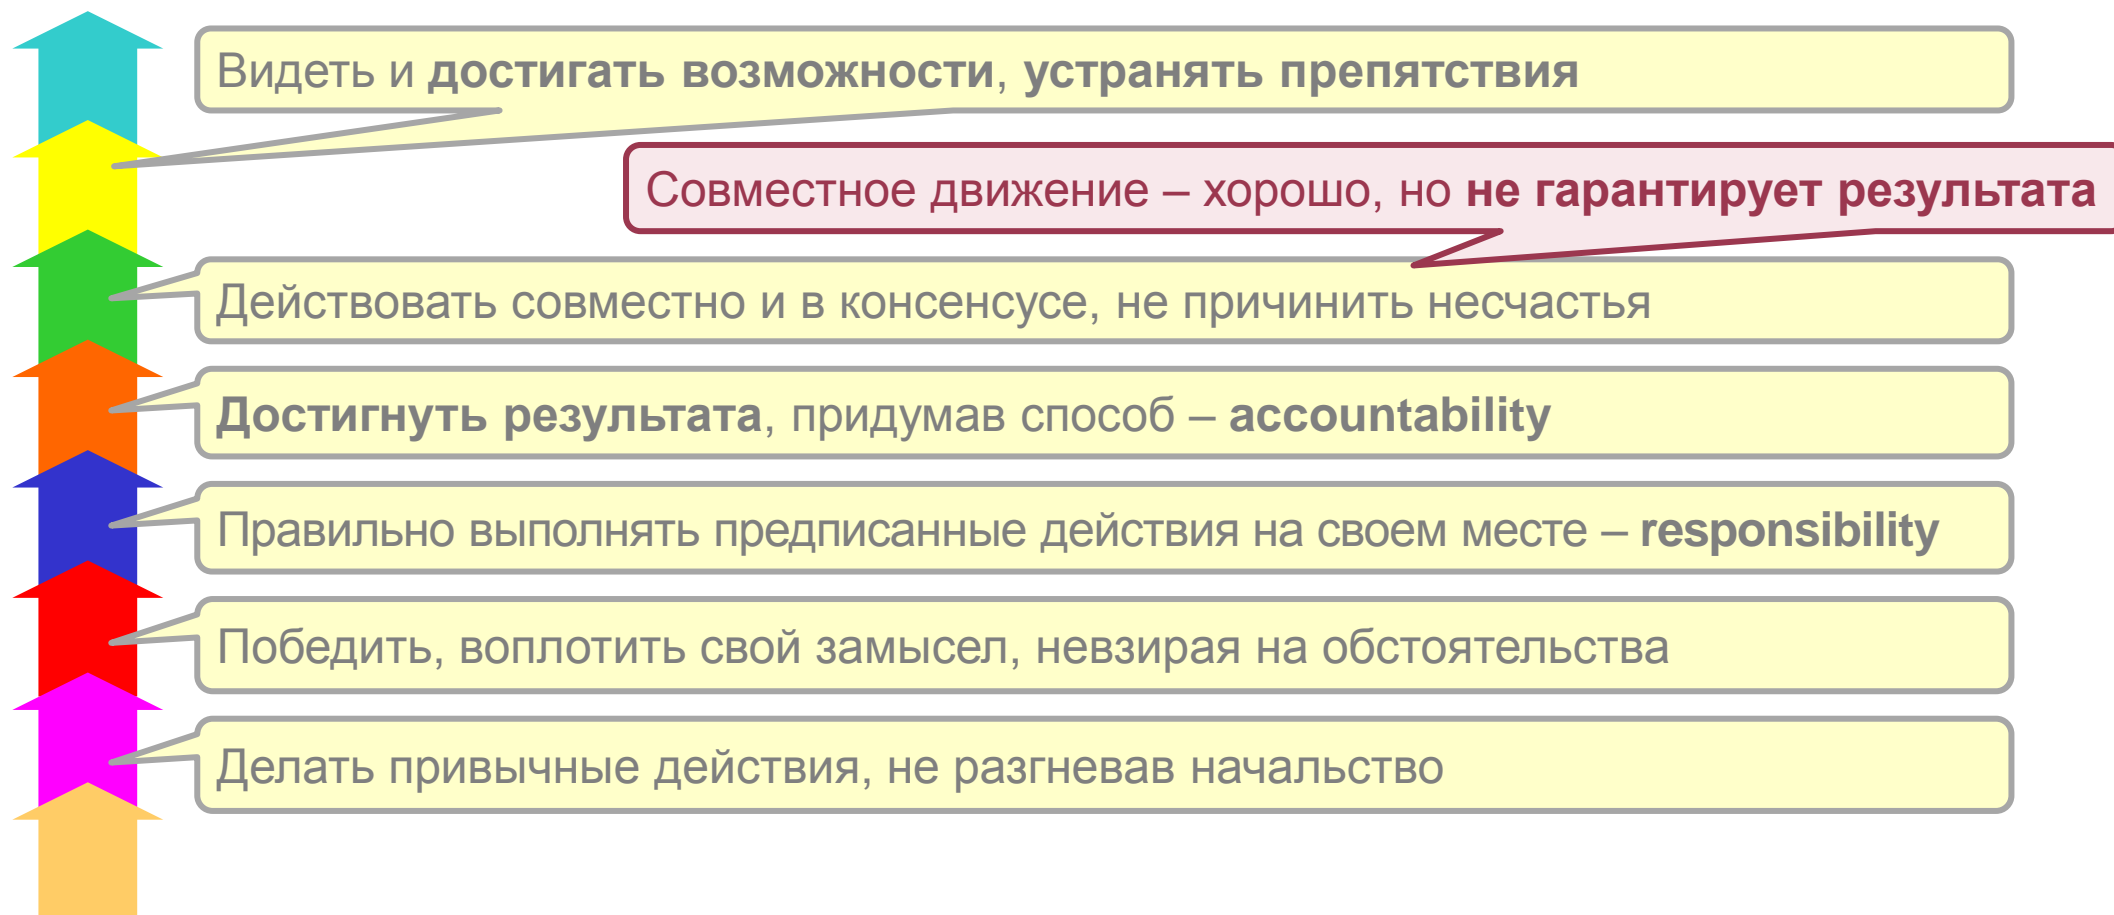 Видеть и достигать возможности, устранять препятствия
Совместное движение – хорошо, но не гарантирует результата
Действовать совместно и в консенсусе, не причинить несчастья
Достигнуть результата, придумав способ – accountability
Правильно выполнять предписанные действия на своем месте – responsibility
Победить, воплотить свой замысел, невзирая на обстоятельства
Делать привычные действия, не разгневав начальство